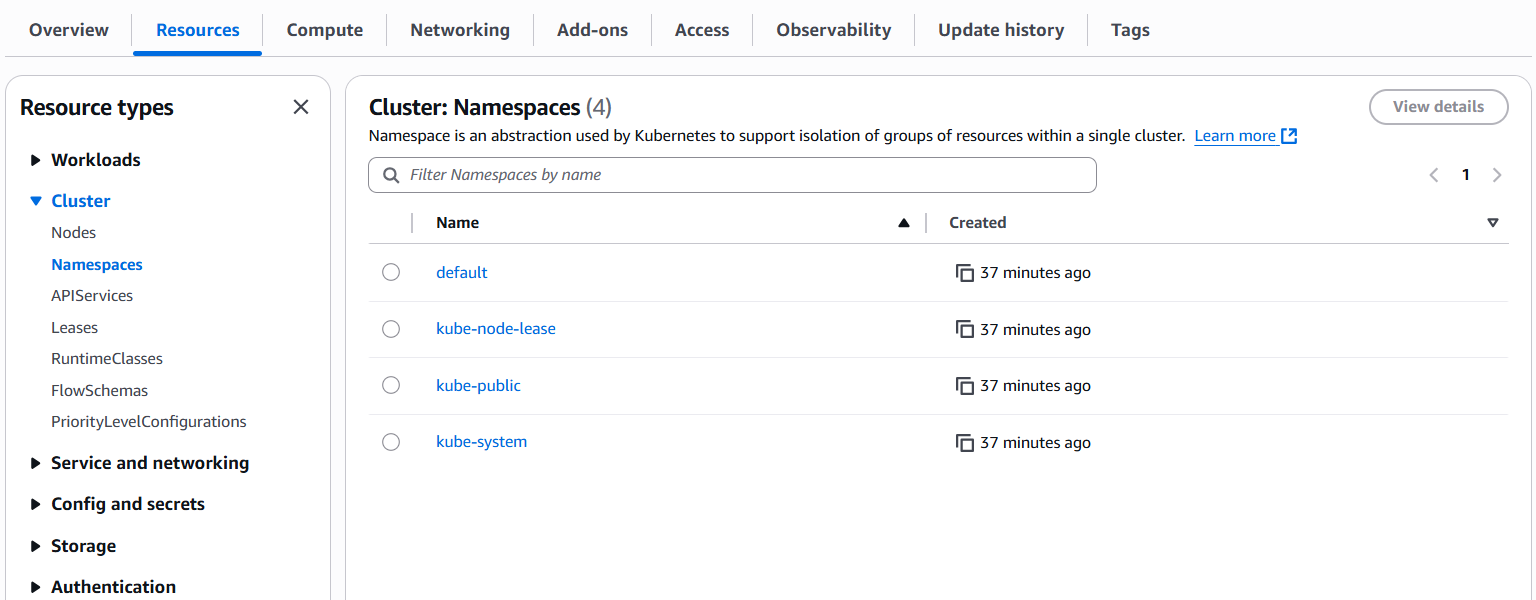 Overview Resources Compute Networking Add-ons Access Observability Update history Tags
Resource types
Workloads
Cluster
Nodes
Namespaces
APIServices
Leases
RuntimeClasses
FlowSchemas
PriorityLevelConfigurations
Service and networking
Config and secrets
Storage
Authentication
Cluster: Namespaces (4)
View details
Namespace is an abstraction used by Kubernetes to support isolation of groups of resources within a single cluster. Learn more
Filter Namespaces by name
1
Name Created
default 37 minutes ago
kube-node-lease 37 minutes ago
kube-public 37 minutes ago
kube-system 37 minutes ago